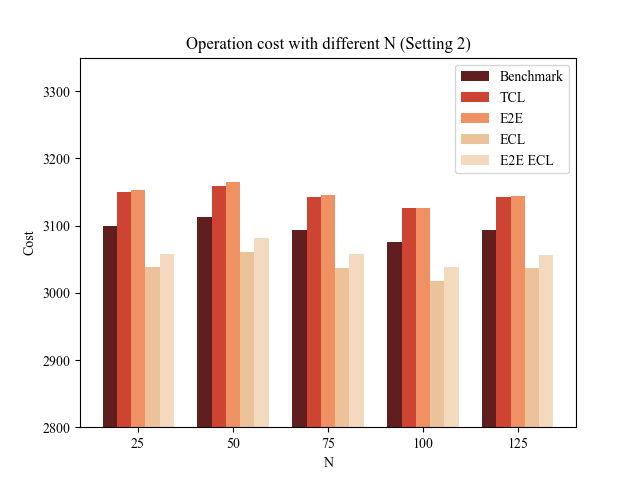 Operation cost with different N (Setting 2)
Benchmark
TCL
E2E
ECL
E2E ECL
Cost
3300
3200
3100
3000
2900
2800
25
50
75
100
125
N